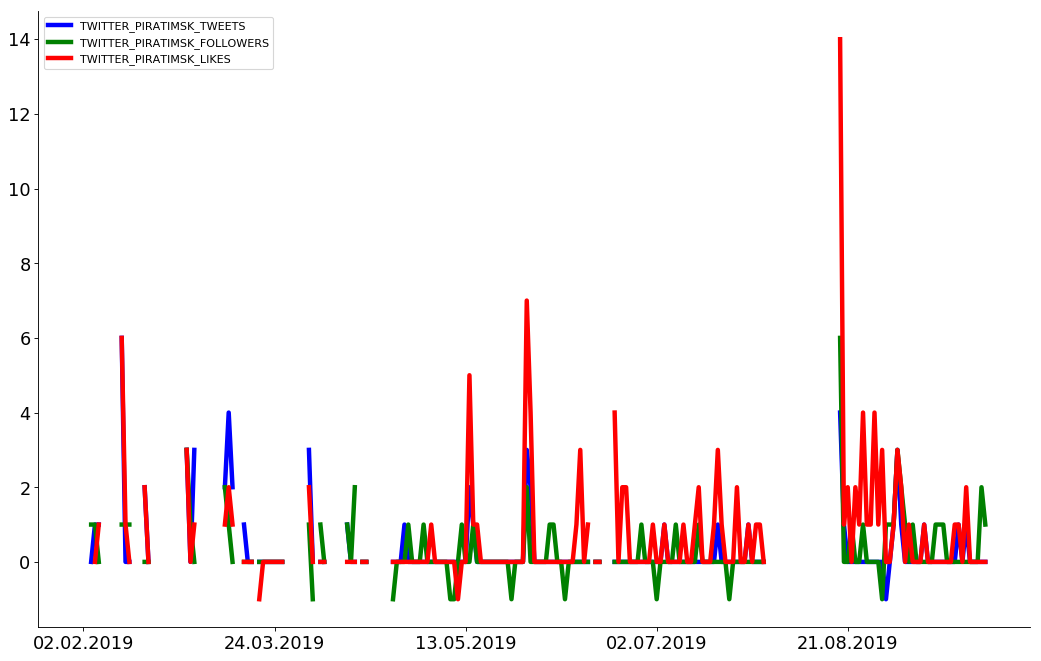 TWITTER_PIRATIMSK_TWEETS
TWITTER_PIRATIMSK_FOLLOWERS
TWITTER_PIRATIMSK_LIKES
14
12
10
8
6
4
2
0
02.02.2019 24.03.2019 13.05.2019 02.07.2019 21.08.2019